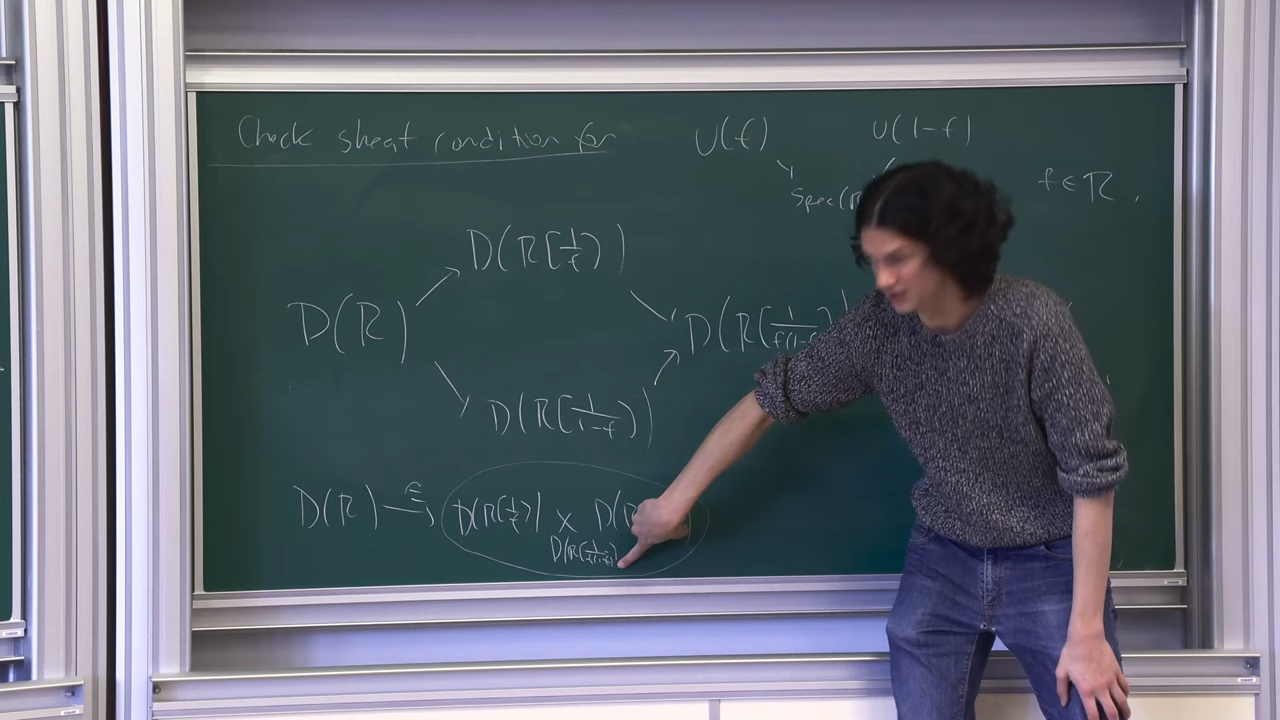 Check sheaf condition for U(f) U(1-f)
Spec(R f∈R,
D(R[1/f])
D(R) D(R[1/f(1-f)
D(R[1/1-f])
D(R) → D(R[1/f]) × D(R
D(R[1/f(1-f)])